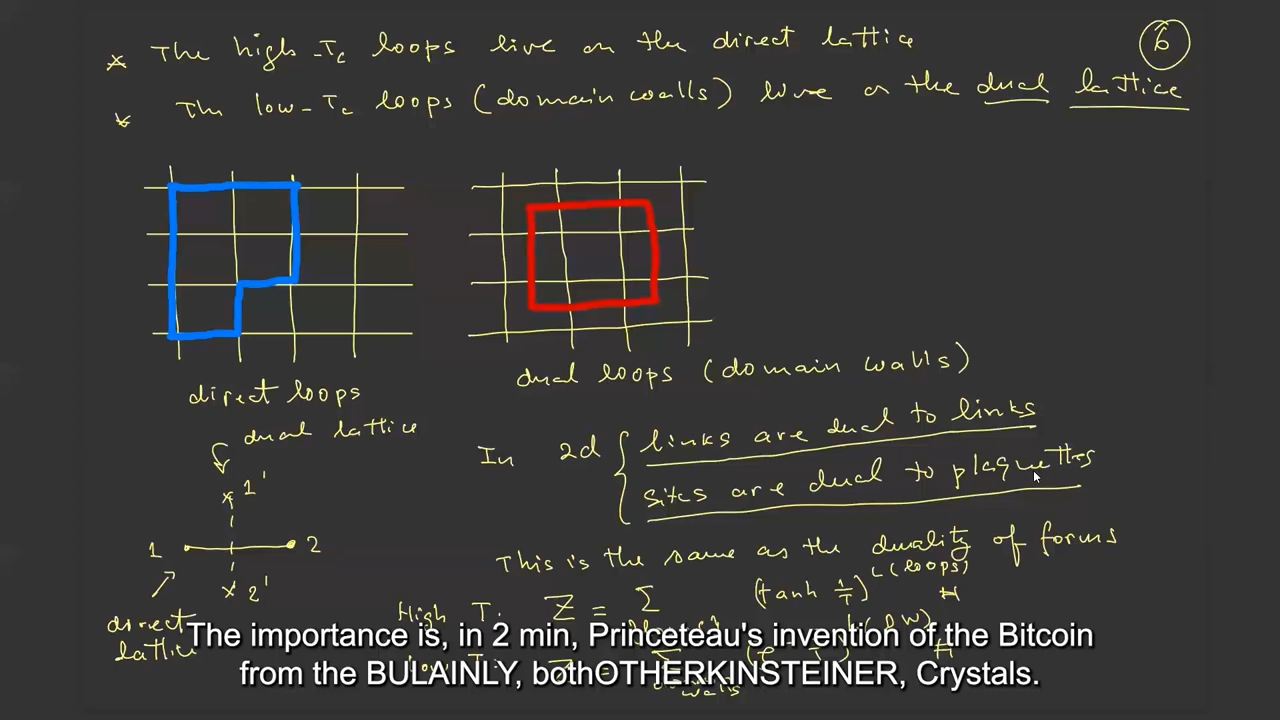 * The high-Tc loops live on the direct lattice
6
* The low-Tc loops (domain walls) live on the dual lattice
direct loops
dual loops (domain walls)
dual lattice
In 2d { links are dual to links
sites are dual to plaquettes
1'
1 2
2'
direct lattice
This is the same as the duality of forms
High T: Z = Σ (tanh 1/T)^L(loops)
The importance is, in 2 min, Princeteau's invention of the Bitcoin
from the BULAINLY, bothOTHERKINSTEINER, Crystals.
walls